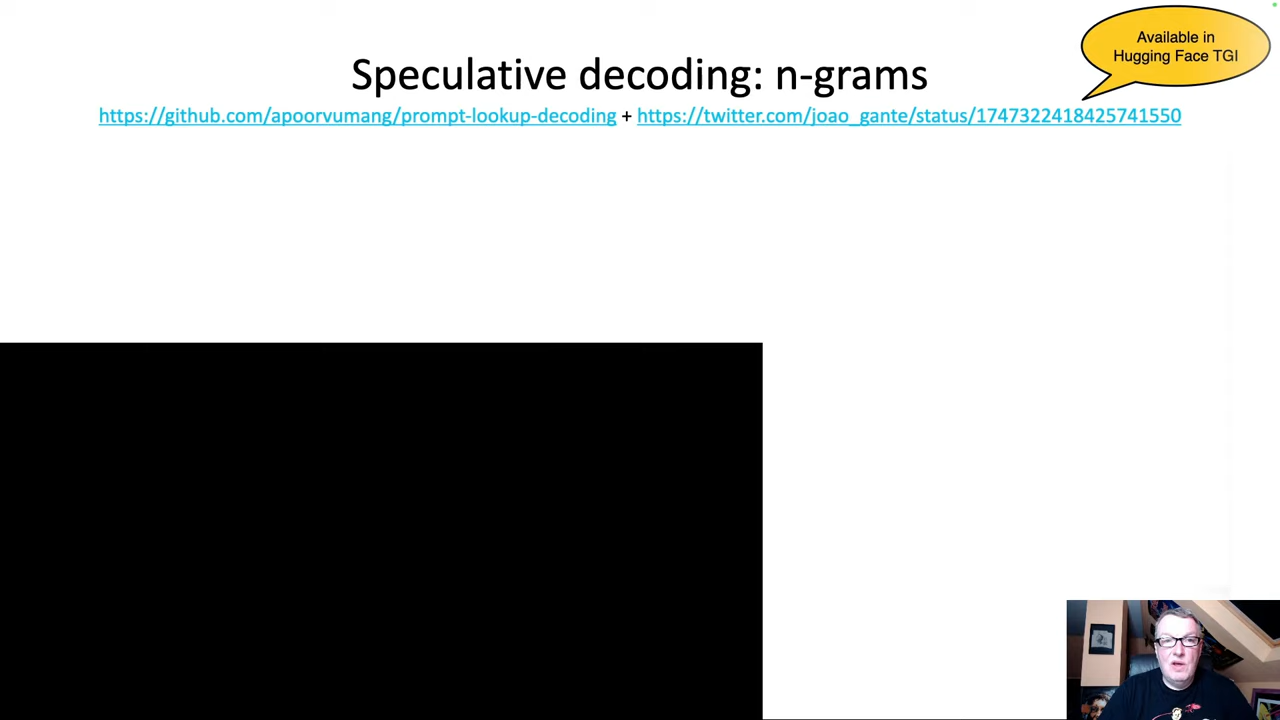 Available in
Hugging Face TGI
Speculative decoding: n-grams
https://github.com/apoorvumang/prompt-lookup-decoding + https://twitter.com/joao_gante/status/1747322418425741550